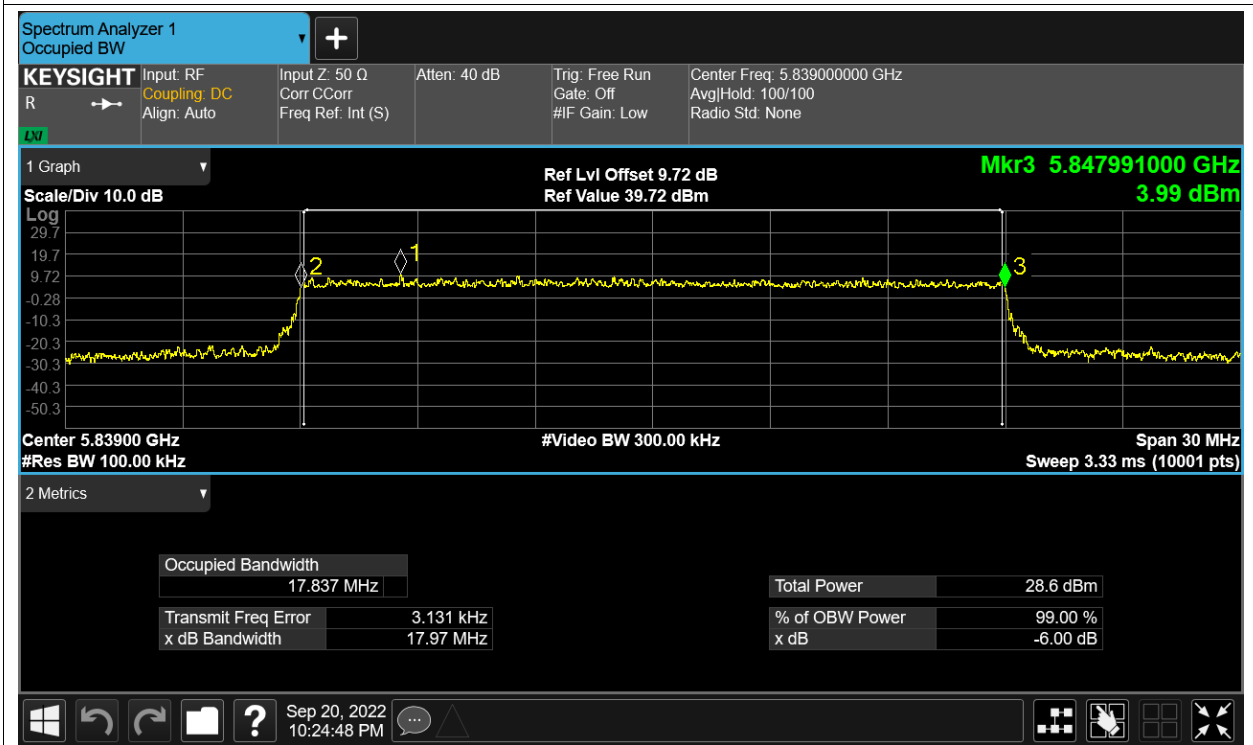 Spectrum Analyzer 1
Occupied BW
KEYSIGHT
R
LXI
Input: RF
Coupling: DC
Align: Auto
Input Z: 50 Ω
Corr CCorr
Freq Ref: Int (S)
Atten: 40 dB
Trig: Free Run
Gate: Off
#IF Gain: Low
Center Freq: 5.839000000 GHz
Avg|Hold: 100/100
Radio Std: None
1 Graph
Scale/Div 10.0 dB
Ref Lvl Offset 9.72 dB
Ref Value 39.72 dBm
Mkr3 5.847991000 GHz
3.99 dBm
Log
29.7
19.7
9.72
-0.28
-10.3
-20.3
-30.3
-40.3
-50.3
2
1
3
Center 5.83900 GHz
#Res BW 100.00 kHz
#Video BW 300.00 kHz
Span 30 MHz
Sweep 3.33 ms (10001 pts)
2 Metrics
Occupied Bandwidth
17.837 MHz
Transmit Freq Error 3.131 kHz
x dB Bandwidth 17.97 MHz
Total Power 28.6 dBm
% of OBW Power 99.00 %
x dB -6.00 dB
?
Sep 20, 2022
10:24:48 PM